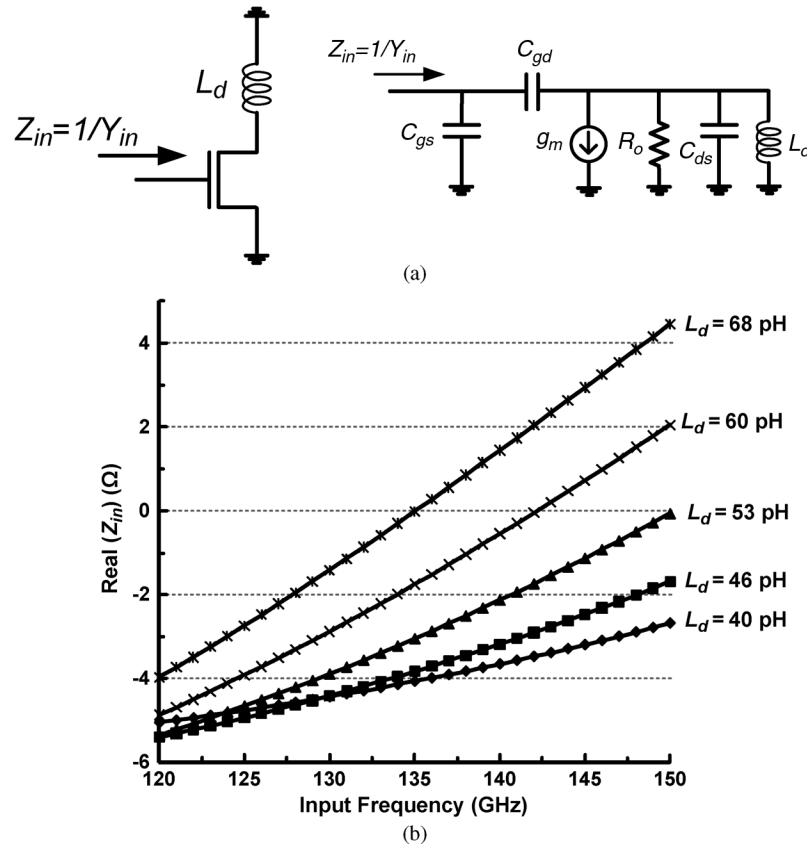 L_d
Z_in=1/Y_in
Z_in=1/Y_in
C_gd
C_gs
g_m
R_o
C_ds
L_d
(a)
Real (Z_in) (Ω)
4
2
0
-2
-4
-6
120
125
130
135
140
145
150
Input Frequency (GHz)
L_d = 68 pH
L_d = 60 pH
L_d = 53 pH
L_d = 46 pH
L_d = 40 pH
(b)